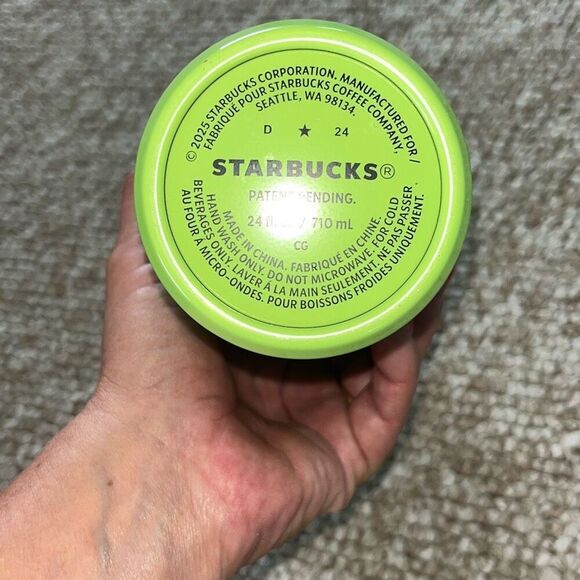 © 2025 STARBUCKS CORPORATION. MANUFACTURED FOR /
FABRIQUÉ POUR STARBUCKS COFFEE COMPANY,
SEATTLE, WA 98134.
D ★ 24
STARBUCKS®
PATENT PENDING.
24 fl. / 710 mL
CG
MADE IN CHINA. FABRIQUÉ EN CHINE.
HAND WASH ONLY. DO NOT MICROWAVE. FOR COLD
BEVERAGES ONLY. LAVER À LA MAIN SEULEMENT. NE PAS PASSER
AU FOUR À MICRO-ONDES. POUR BOISSONS FROIDES UNIQUEMENT.